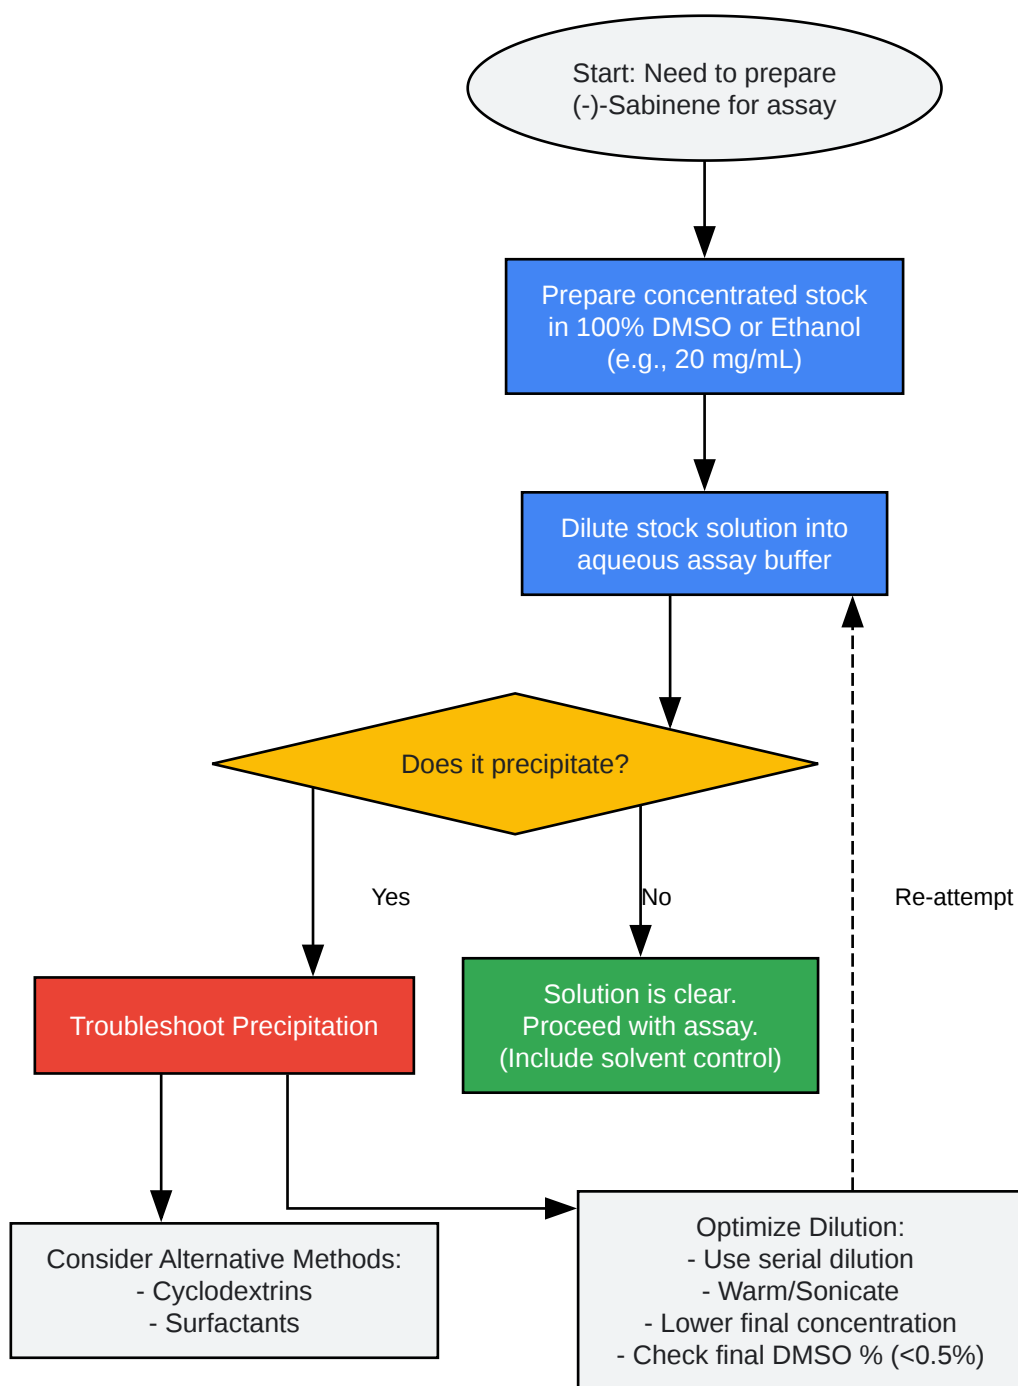 Start: Need to prepare
(-)-Sabinene for assay
Prepare concentrated stock
in 100% DMSO or Ethanol
(e.g., 20 mg/mL)
Dilute stock solution into
aqueous assay buffer
Does it precipitate?
Yes
No
Re-attempt
Troubleshoot Precipitation
Solution is clear.
Proceed with assay.
(Include solvent control)
Consider Alternative Methods:
- Cyclodextrins
- Surfactants
Optimize Dilution:
- Use serial dilution
- Warm/Sonicate
- Lower final concentration
- Check final DMSO % (<0.5%)